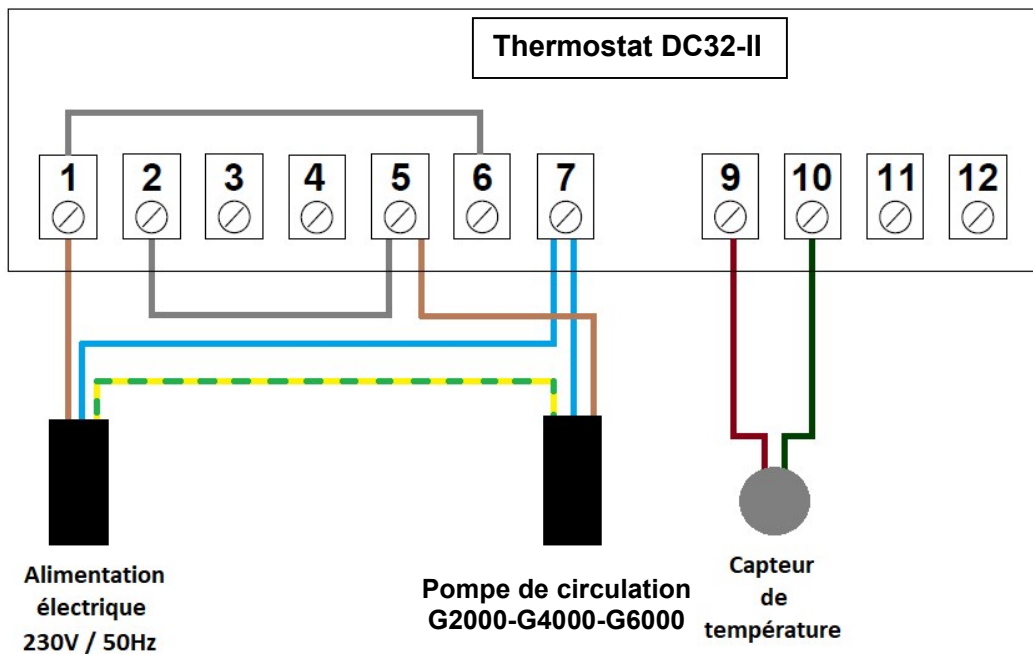 Thermostat DC32-II
1 2 3 4 5 6 7 9 10 11 12
Alimentation
électrique
230V / 50Hz
Pompe de circulation
G2000-G4000-G6000
Capteur
de
température